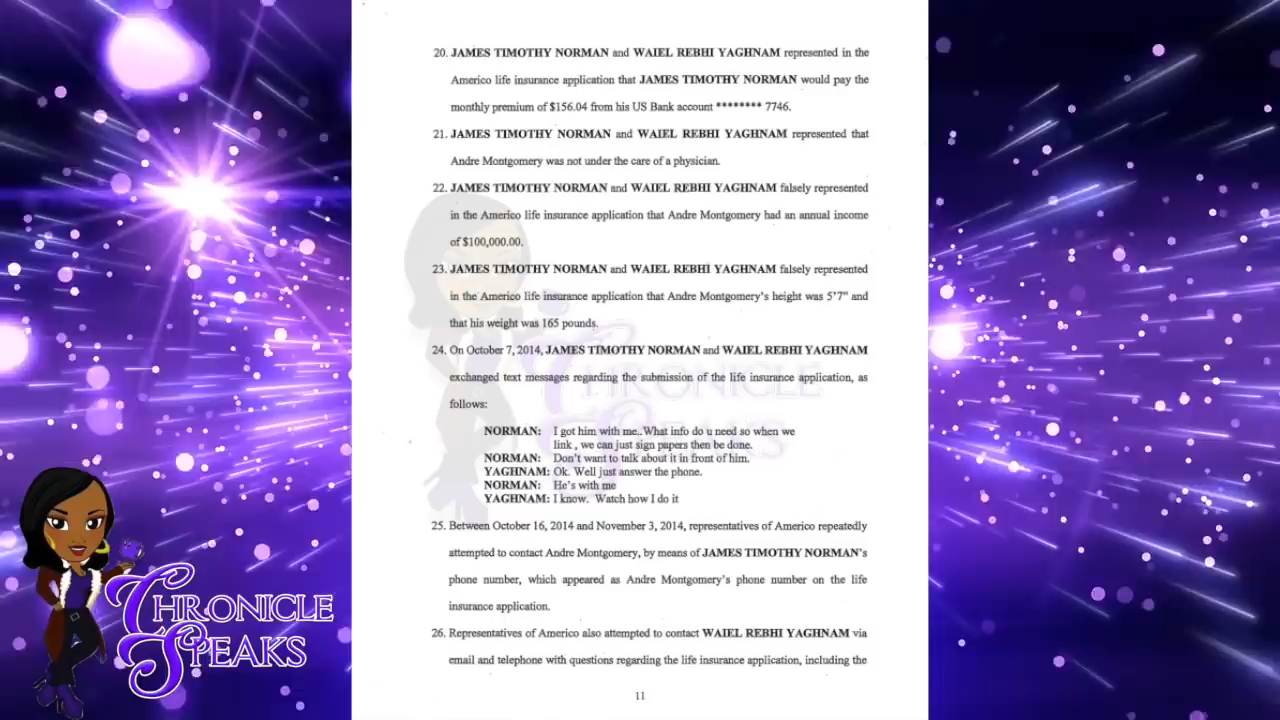 20. JAMES TIMOTHY NORMAN and WAIEL REBHI YAGHNAM represented in the
Americo life insurance application that JAMES TIMOTHY NORMAN would pay the
monthly premium of $156.04 from his US Bank account ******** 7746.
21. JAMES TIMOTHY NORMAN and WAIEL REBHI YAGHNAM represented that
Andre Montgomery was not under the care of a physician.
22. JAMES TIMOTHY NORMAN and WAIEL REBHI YAGHNAM falsely represented
in the Americo life insurance application that Andre Montgomery had an annual income
of $100,000.00.
23. JAMES TIMOTHY NORMAN and WAIEL REBHI YAGHNAM falsely represented
in the Americo life insurance application that Andre Montgomery's height was 5'7" and
that his weight was 165 pounds.
24. On October 7, 2014, JAMES TIMOTHY NORMAN and WAIEL REBHI YAGHNAM
exchanged text messages regarding the submission of the life insurance application, as
follows:
NORMAN: I got him with me..What info do u need so when we
link , we can just sign papers then be done.
NORMAN: Don't want to talk about it in front of him.
YAGHNAM: Ok. Well just answer the phone.
NORMAN: He's with me
YAGHNAM: I know. Watch how I do it
25. Between October 16, 2014 and November 3, 2014, representatives of Americo repeatedly
attempted to contact Andre Montgomery, by means of JAMES TIMOTHY NORMAN's
phone number, which appeared as Andre Montgomery's phone number on the life
insurance application.
26. Representatives of Americo also attempted to contact WAIEL REBHI YAGHNAM via
email and telephone with questions regarding the life insurance application, including the
11
CHRONICLE
SPEAKS
CHRONICLE
SPEAKS